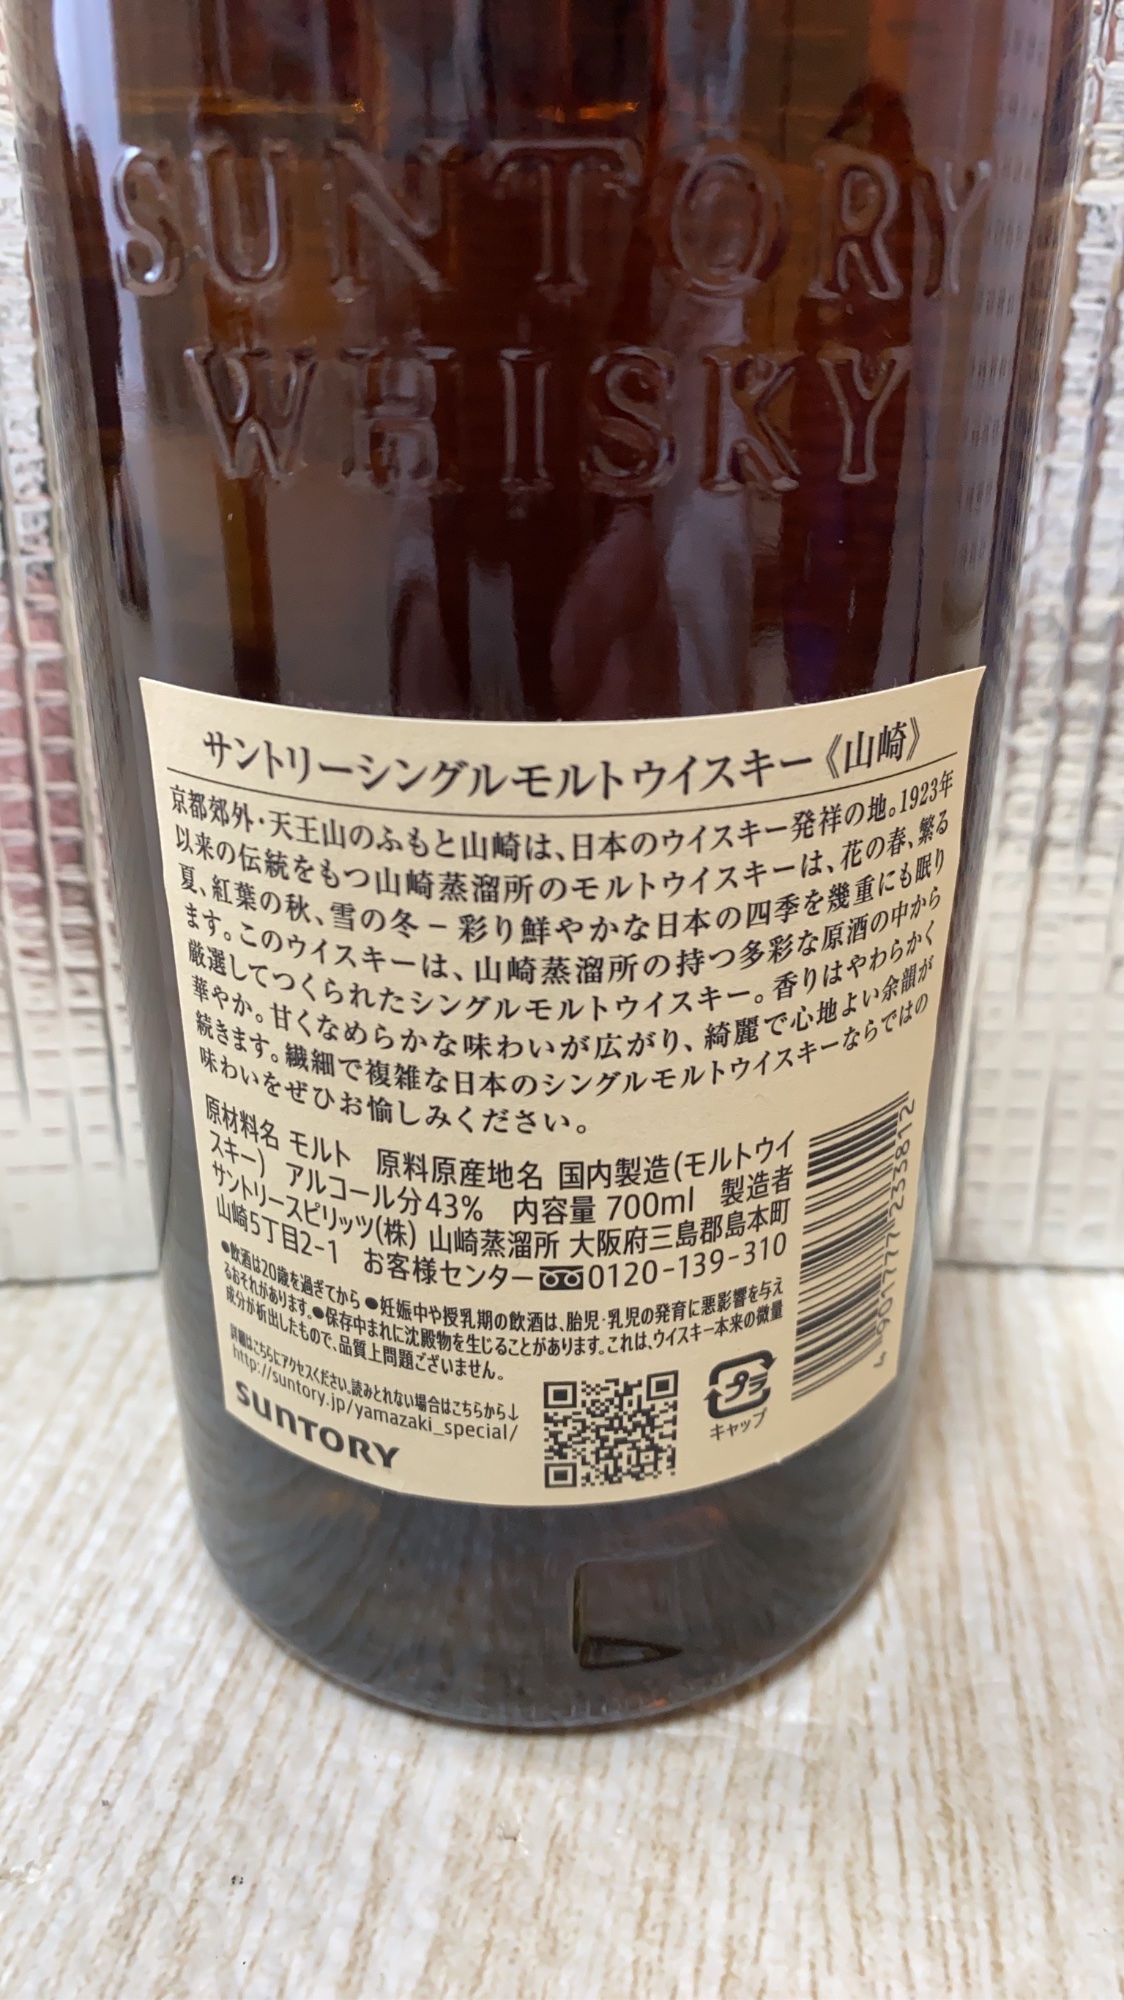 SUNTORY
WHISKY
サントリーシングルモルトウイスキー《山崎》
京都郊外・天王山のふもと山崎は、日本のウイスキー発祥の地。1923年
以来の伝統をもつ山崎蒸溜所のモルトウイスキーは、花の春、繁る
夏、紅葉の秋、雪の冬－彩り鮮やかな日本の四季を幾重にも眠り
ます。このウイスキーは、山崎蒸溜所の持つ多彩な原酒の中から
厳選してつくられたシングルモルトウイスキー。香りはやわらかく
華やか。甘くなめらかな味わいが広がり、綺麗で心地よい余韻が
続きます。繊細で複雑な日本のシングルモルトウイスキーならではの
味わいをぜひお愉しみください。
原材料名 モルト 原料原産地名 国内製造(モルトウイ
スキー) アルコール分43% 内容量 700ml 製造者
サントリースピリッツ(株) 山崎蒸溜所 大阪府三島郡島本町
山崎5丁目2-1 お客様センター 0120-139-310
●飲酒は20歳を過ぎてから ●妊娠中や授乳期の飲酒は、胎児・乳児の発育に悪影響を与え
るおそれがあります。●保存中まれに沈殿物を生じることがあります。これは、ウイスキー本来の微量
成分が析出したもので、品質上問題ございません。
詳細はこちらにアクセスください。読みとれない場合はこちらから↓
http://suntory.jp/yamazaki_special/
SUNTORY
プラ
キャップ
4 901777 233812